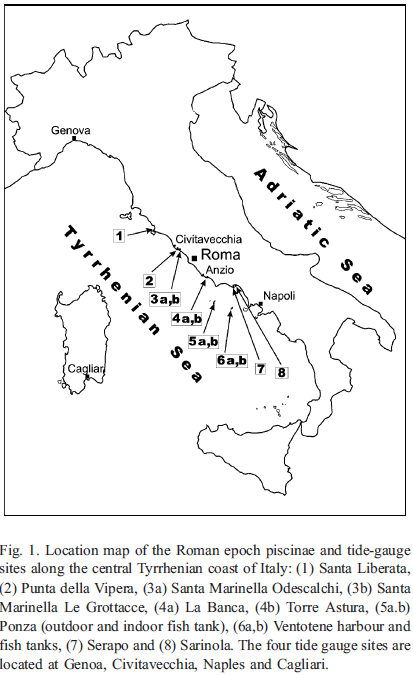 Genova
Adriatic Sea
Tyrrhenian Sea
1
Civitavecchia
Roma
2
Anzio
3a,b
Napoli
4a,b
5a,b
6a,b
7
8
Cagliari
Fig. 1. Location map of the Roman epoch piscinae and tide-gauge
sites along the central Tyrrhenian coast of Italy: (1) Santa Liberata,
(2) Punta della Vipera, (3a) Santa Marinella Odescalchi, (3b) Santa
Marinella Le Grottacce, (4a) La Banca, (4b) Torre Astura, (5a.b)
Ponza (outdoor and indoor fish tank), (6a,b) Ventotene harbour and
fish tanks, (7) Serapo and (8) Sarinola. The four tide gauge sites are
located at Genoa, Civitavecchia, Naples and Cagliari.